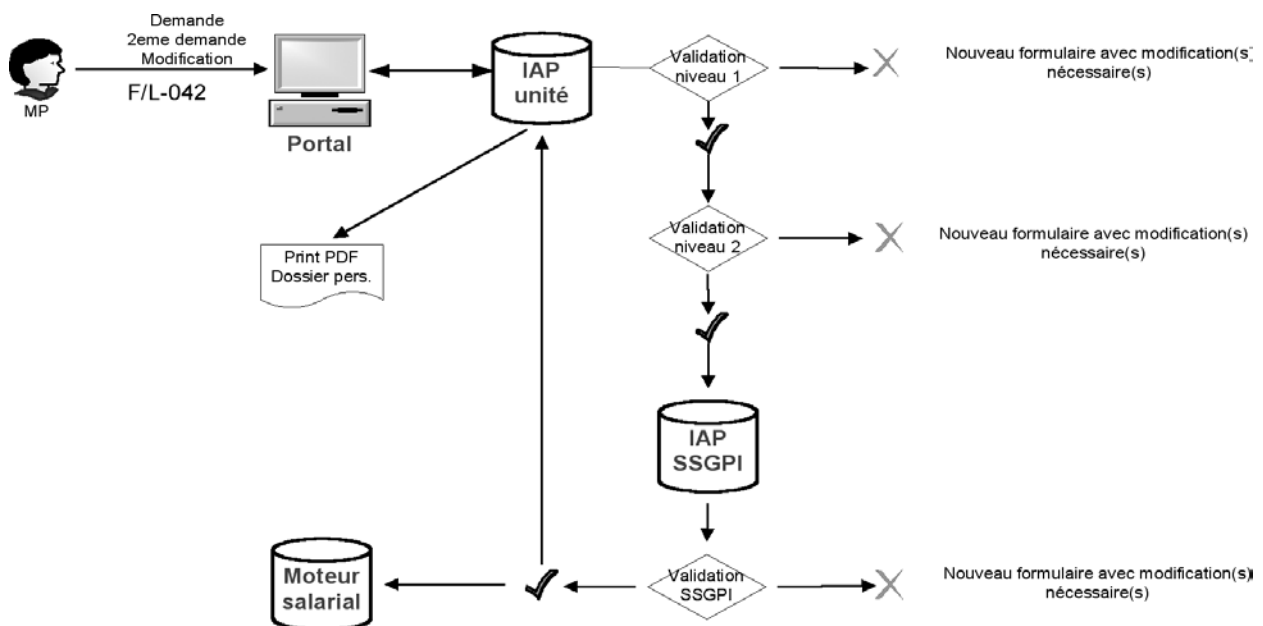 Demande
2eme demande
Modification
F/L-042
MP
Portal
IAP
unité
Validation
niveau 1
Nouveau formulaire avec modification(s)
nécessaire(s)
Print PDF
Dossier pers.
Validation
niveau 2
Nouveau formulaire avec modification(s)
nécessaire(s)
IAP
SSGPI
Moteur
salarial
Validation
SSGPI
Nouveau formulaire avec modification(s)
nécessaire(s)